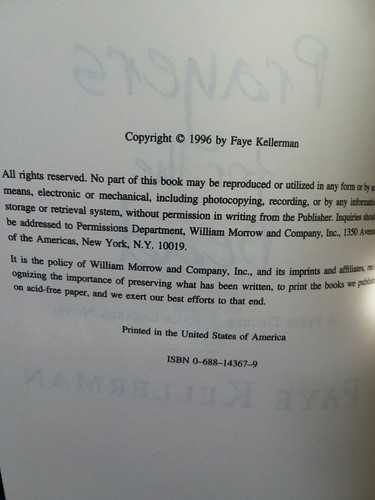 Copyright © 1996 by Faye Kellerman
All rights reserved. No part of this book may be reproduced or utilized in any form or by
means, electronic or mechanical, including photocopying, recording, or by any
storage or retrieval system, without permission in writing from the Publisher. Inquiries
be addressed to Permissions Department, William Morrow and Company, Inc., 1350
of the Americas, New York, N.Y. 10019.
It is the policy of William Morrow and Company, Inc., and its imprints and affiliates,
ognizing the importance of preserving what has been written, to print the books we
on acid-free paper, and we exert our best efforts to that end.
Printed in the United States of America
ISBN 0-688-14367-9
Prayers
FAYE KELLERMAN